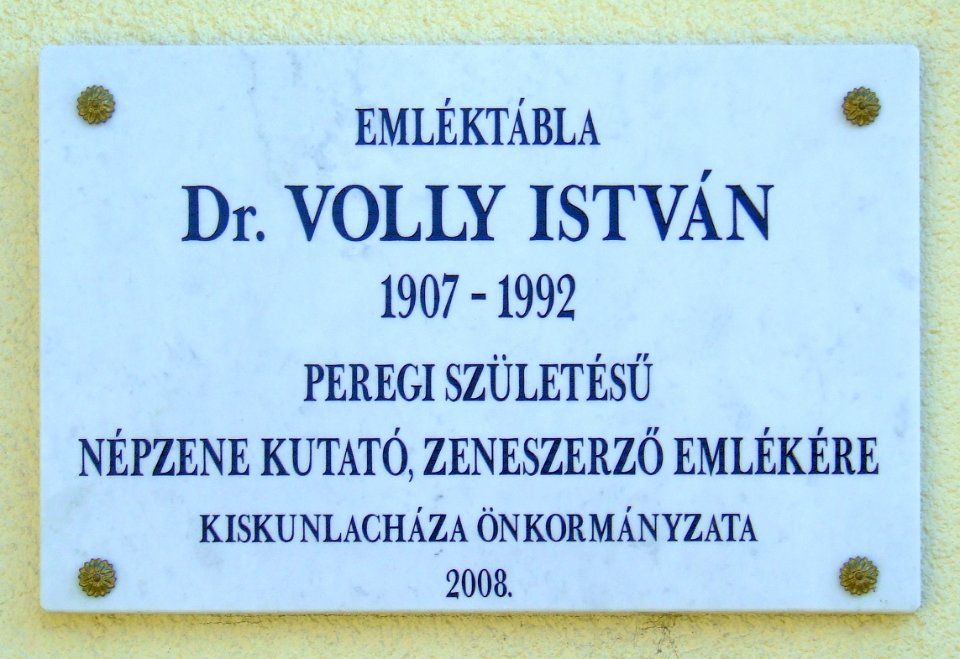 EMLÉKTÁBLA
Dr. VOLLY ISTVÁN
1907 - 1992
PEREGI SZÜLETÉSŰ
NÉPZENE KUTATÓ, ZENESZERZŐ EMLÉKÉRE
KISKUNLACHÁZA ÖNKORMÁNYZATA
2008.